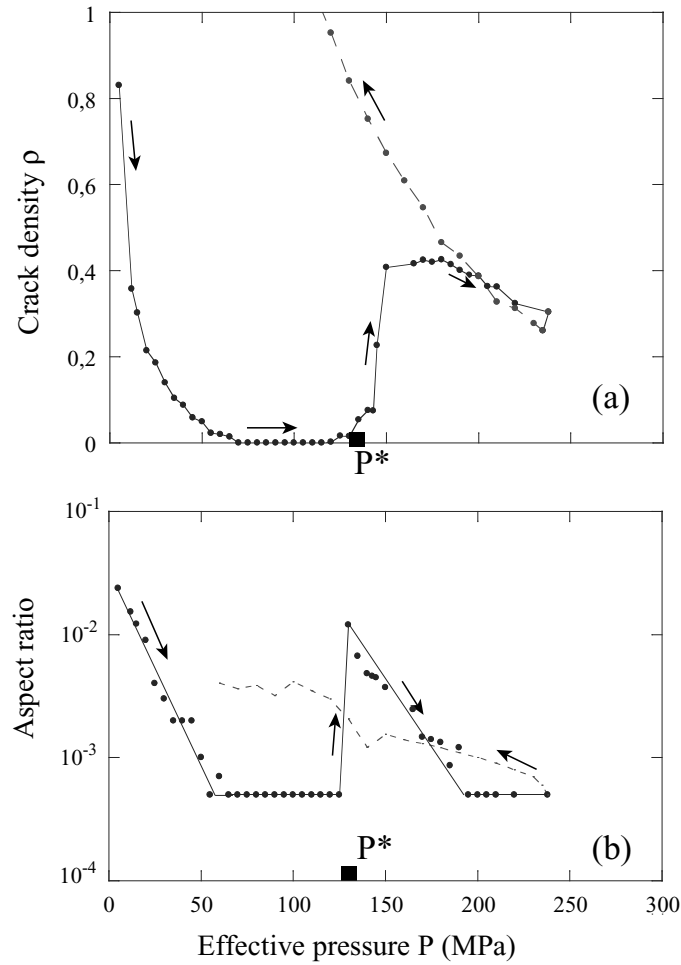 1
0,8
0,6
0,4
0,2
0
Crack density ρ
(a)
P*
10-1
10-2
10-3
10-4
Aspect ratio
P*
(b)
0 50 100 150 200 250 300
Effective pressure P (MPa)